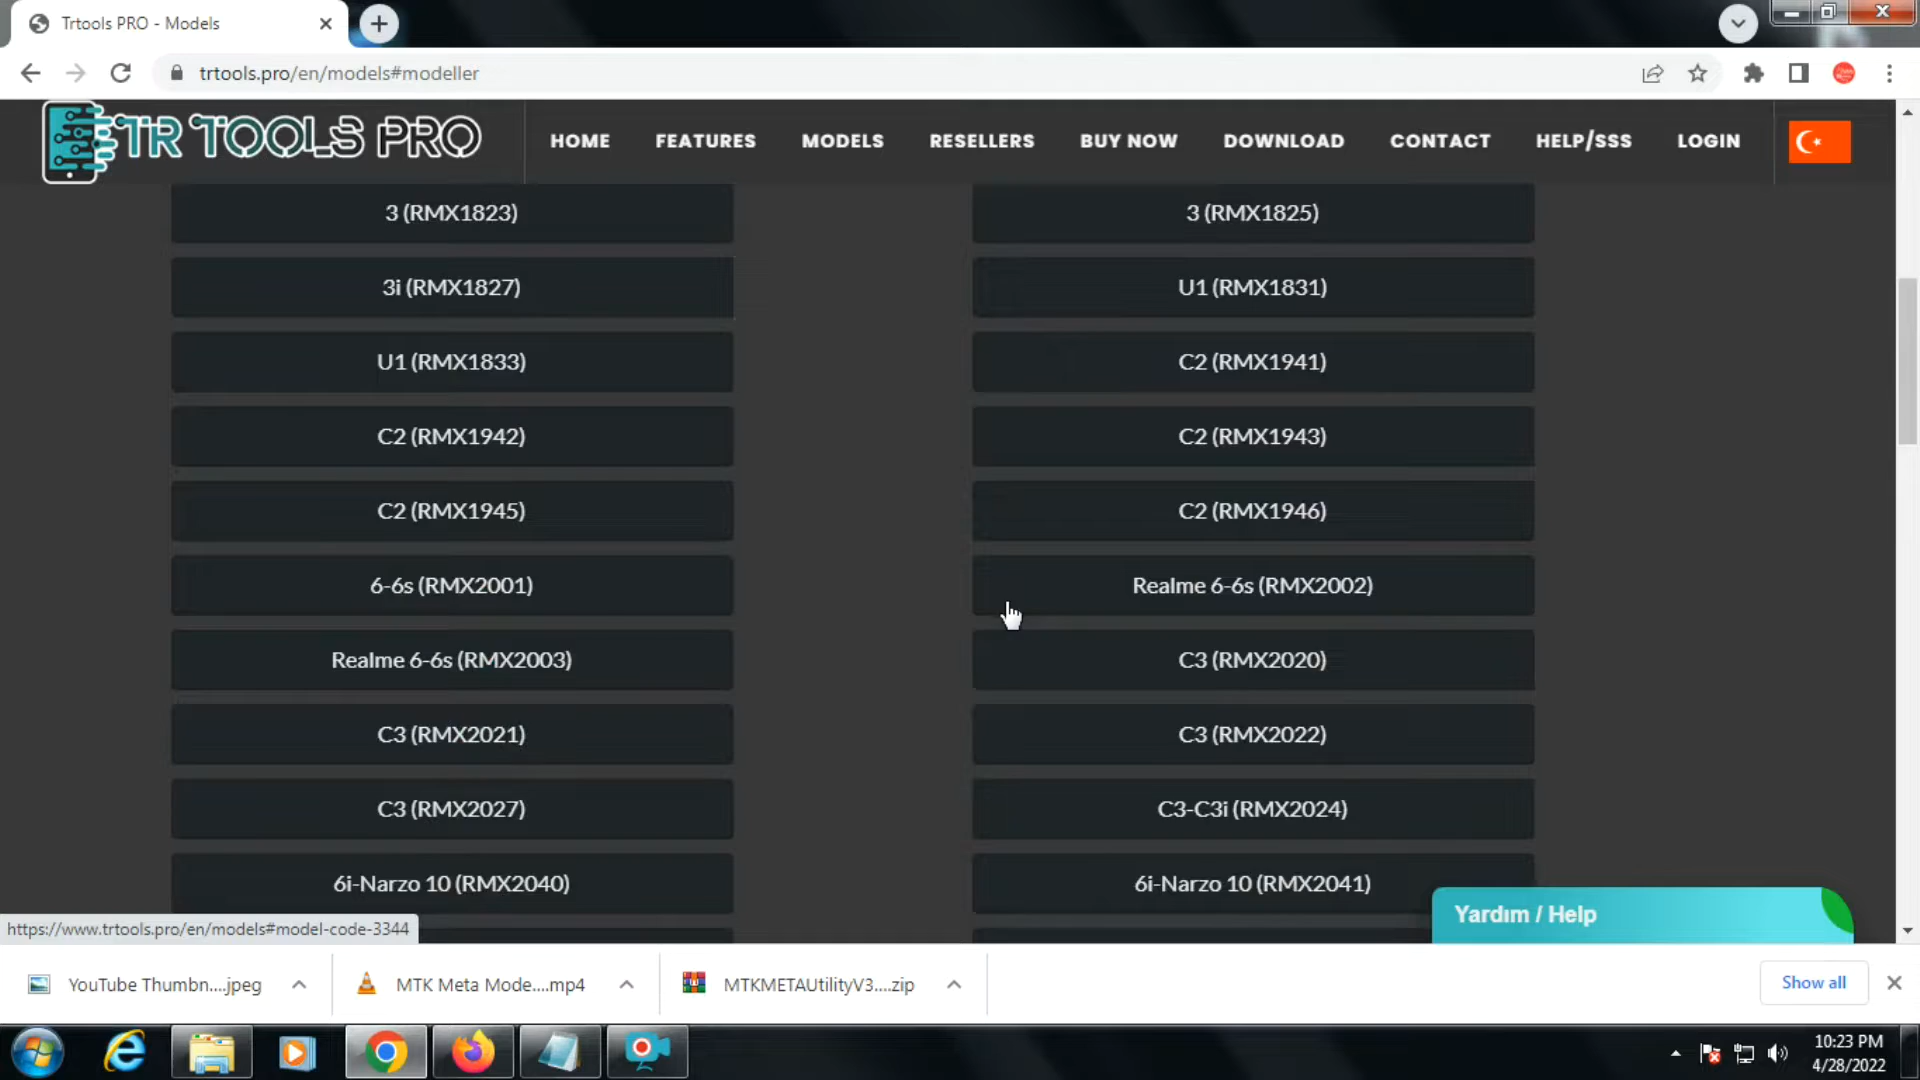 Trtools PRO - Models
trtools.pro/en/models#modeller
TR TOOLS PRO
HOME
FEATURES
MODELS
RESELLERS
BUY NOW
DOWNLOAD
CONTACT
HELP/SSS
LOGIN
3 (RMX1823)
3 (RMX1825)
3i (RMX1827)
U1 (RMX1831)
U1 (RMX1833)
C2 (RMX1941)
C2 (RMX1942)
C2 (RMX1943)
C2 (RMX1945)
C2 (RMX1946)
6-6s (RMX2001)
Realme 6-6s (RMX2002)
Realme 6-6s (RMX2003)
C3 (RMX2020)
C3 (RMX2021)
C3 (RMX2022)
C3 (RMX2027)
C3-C3i (RMX2024)
6i-Narzo 10 (RMX2040)
6i-Narzo 10 (RMX2041)
Yardım / Help
https://www.trtools.pro/en/models#model-code-3344
YouTube Thumbn....jpeg
MTK Meta Mode....mp4
MTKMETAUtilityV3....zip
Show all
10:23 PM
4/28/2022